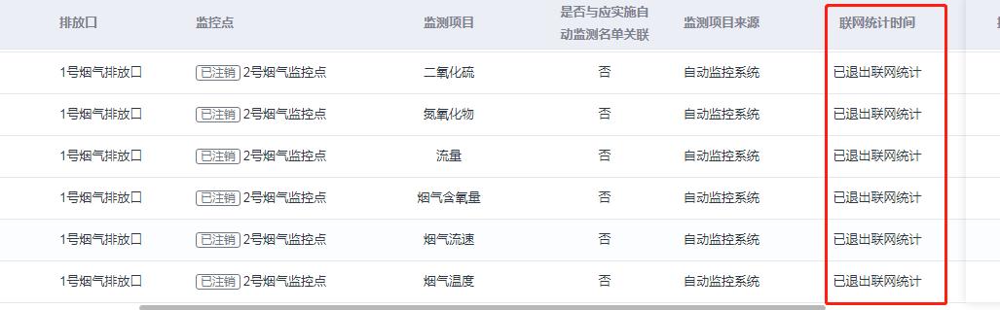 排放口 监控点 监测项目 是否与应实施自动监测名单关联 监测项目来源 联网统计时间
1号烟气排放口 已注销 2号烟气监控点 二氧化硫 否 自动监控系统 已退出联网统计
1号烟气排放口 已注销 2号烟气监控点 氮氧化物 否 自动监控系统 已退出联网统计
1号烟气排放口 已注销 2号烟气监控点 流量 否 自动监控系统 已退出联网统计
1号烟气排放口 已注销 2号烟气监控点 烟气含氧量 否 自动监控系统 已退出联网统计
1号烟气排放口 已注销 2号烟气监控点 烟气流速 否 自动监控系统 已退出联网统计
1号烟气排放口 已注销 2号烟气监控点 烟气温度 否 自动监控系统 已退出联网统计